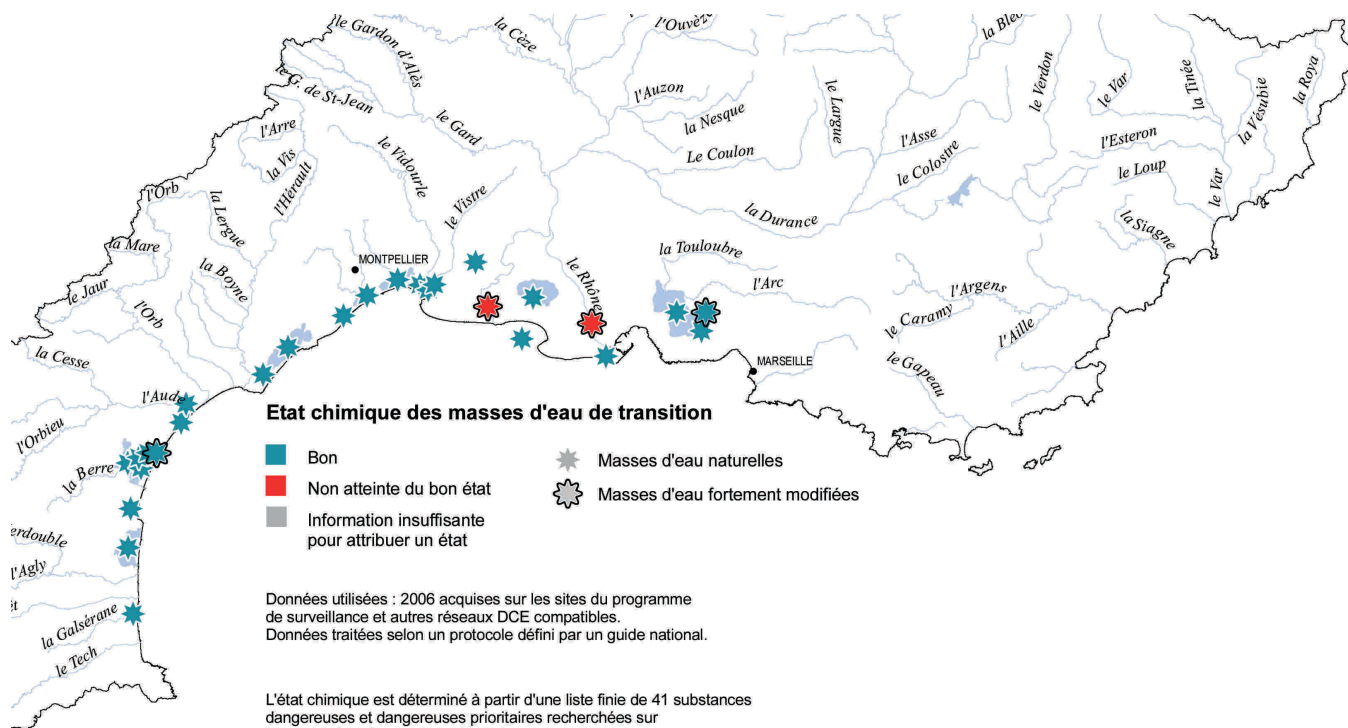 la Cèze
l'Ouvèze
la Bléo
le Gardon d'Alès
le G. de St-Jean
l'Auzon
la Nesque
le Largue
le Verdon
le Var
la Tinée
la Vésubie
la Roya
l'Arre
la Vis
l'Hérault
le Vidourle
le Gard
Le Coulon
l'Asse
le Colostre
l'Esteron
le Loup
le Var
l'Orb
la Lergue
le Vistre
la Durance
la Siagne
la Mare
la Boyne
MONTPELLIER
la Touloubre
le Rhône
l'Arc
l'Argens
le Jaur
l'Orb
le Caramy
l'Aille
la Cesse
MARSEILLE
le Gapeau
l'Aude
l'Orbieu
la Berre
erdouble
l'Agly
êt
la Galsérane
le Tech
Etat chimique des masses d'eau de transition
Bon
Non atteinte du bon état
Information insuffisante
pour attribuer un état
Masses d'eau naturelles
Masses d'eau fortement modifiées
Données utilisées : 2006 acquises sur les sites du programme
de surveillance et autres réseaux DCE compatibles.
Données traitées selon un protocole défini par un guide national.
L'état chimique est déterminé à partir d'une liste finie de 41 substances
dangereuses et dangereuses prioritaires recherchées sur